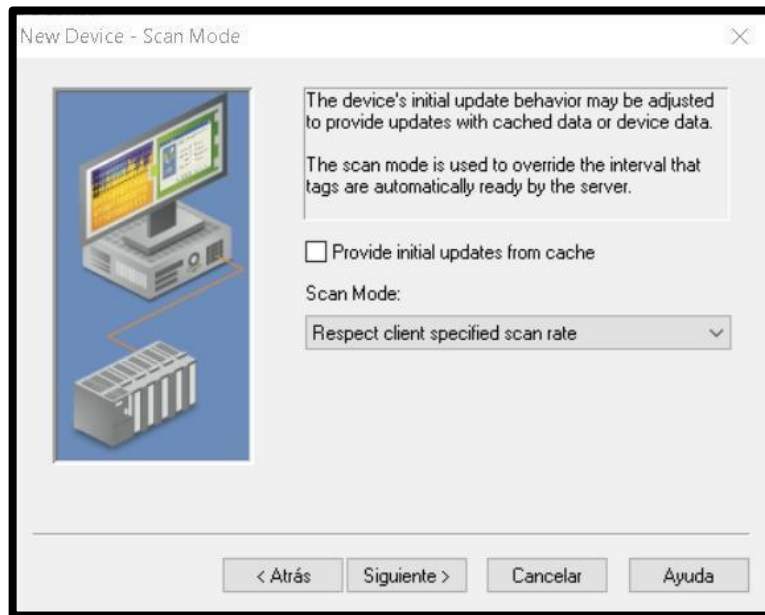 New Device - Scan Mode
The device's initial update behavior may be adjusted
to provide updates with cached data or device data.
The scan mode is used to override the interval that
tags are automatically ready by the server.
Provide initial updates from cache
Scan Mode:
Respect client specified scan rate
< Atrás Siguiente > Cancelar Ayuda